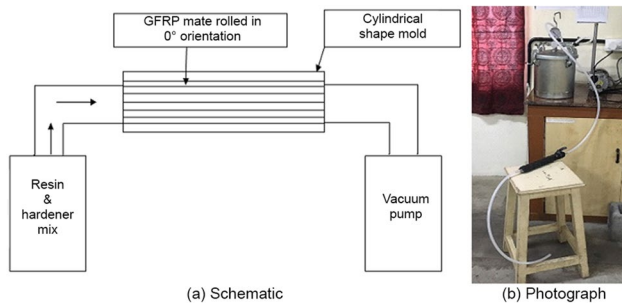 GFRP mate rolled in
0° orientation
Cylindrical
shape mold
Resin
&
hardener
mix
Vacuum
pump
(a) Schematic
(b) Photograph